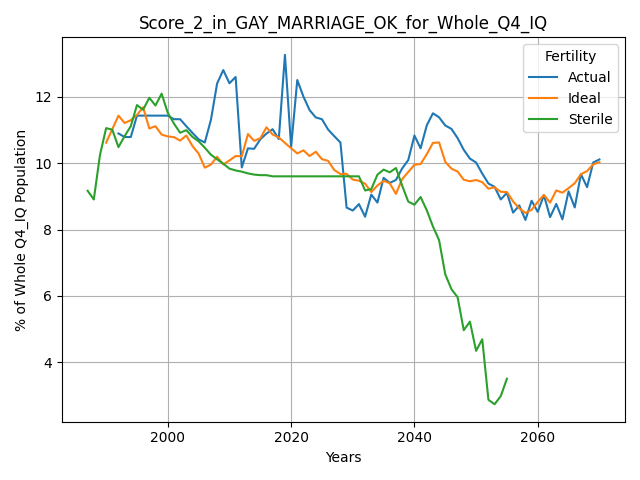 Score_2_in_GAY_MARRIAGE_OK_for_Whole_Q4_IQ
Fertility
Actual
Ideal
Sterile
% of Whole Q4_IQ Population
12
10
8
6
4
2000
2020
2040
2060
Years